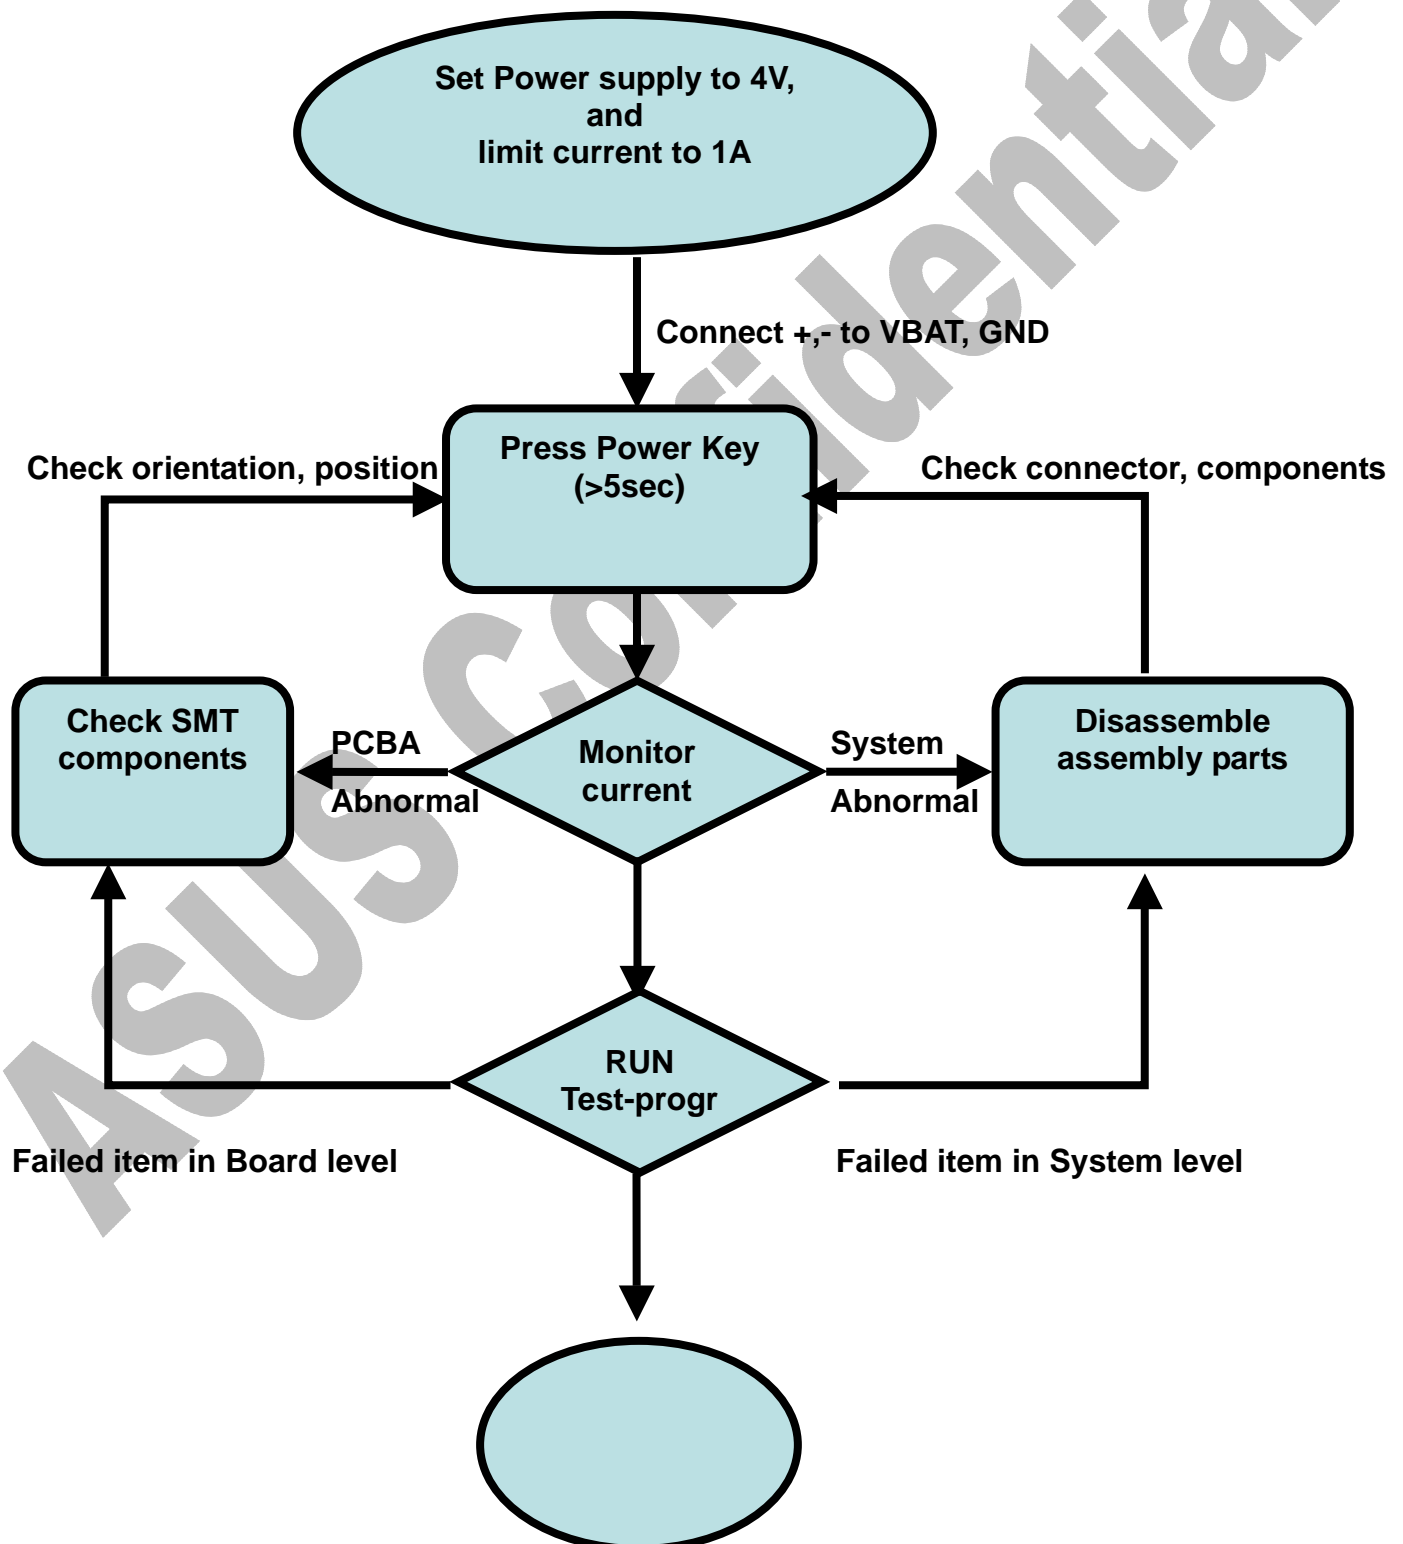 Set Power supply to 4V,
and
limit current to 1A
Connect +,- to VBAT, GND
Press Power Key
(>5sec)
Check orientation, position
Check connector, components
Check SMT
components
PCBA
Abnormal
Monitor
current
System
Abnormal
Disassemble
assembly parts
RUN
Test-progr
Failed item in Board level
Failed item in System level
ASUS Confidential